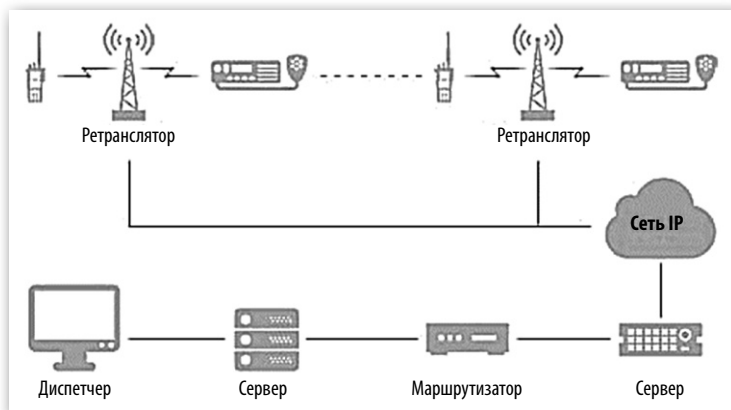 Ретранслятор
Ретранслятор
Сеть IP
Диспетчер
Сервер
Маршрутизатор
Сервер